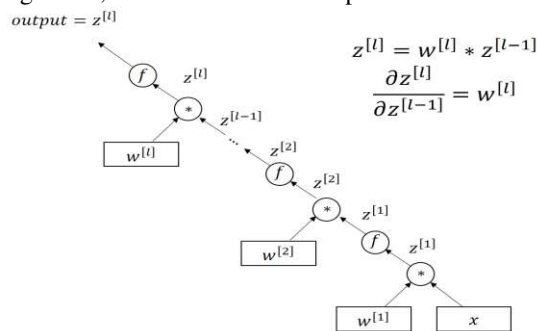 output = z^{[l]}
z^{[l]} = w^{[l]} * z^{[l-1]}
∂z^{[l]} / ∂z^{[l-1]} = w^{[l]}
f
z^{[l]}
*
z^{[l-1]}
w^{[l]}
...
z^{[2]}
f
z^{[2]}
*
z^{[1]}
w^{[2]}
f
z^{[1]}
*
w^{[1]}
x